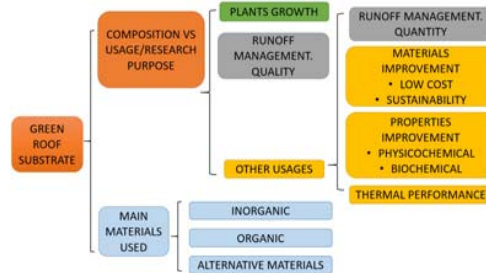 GREEN
ROOF
SUBSTRATE
COMPOSITION VS
USAGE/RESEARCH
PURPOSE
PLANTS GROWTH
RUNOFF
MANAGEMENT.
QUALITY
OTHER USAGES
RUNOFF
MANAGEMENT.
QUANTITY
MATERIALS
IMPROVEMENT
• LOW COST
• SUSTAINABILITY
PROPERTIES
IMPROVEMENT
• PHYSICOCHEMICAL
• BIOCHEMICAL
THERMAL PERFORMANCE
MAIN
MATERIALS
USED
INORGANIC
ORGANIC
ALTERNATIVE MATERIALS